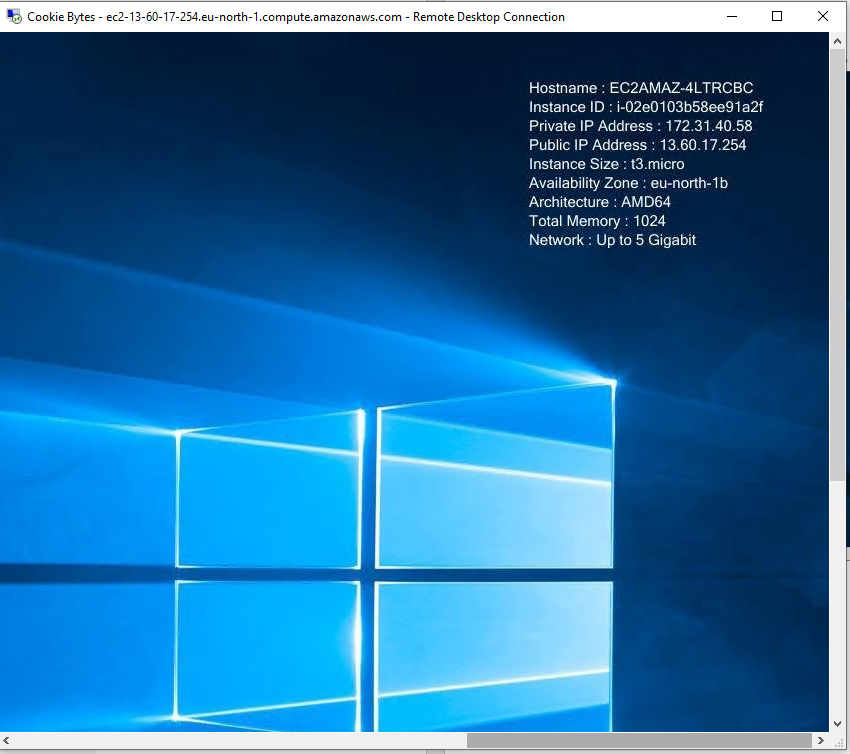 Cookie Bytes - ec2-13-60-17-254.eu-north-1.compute.amazonaws.com - Remote Desktop Connection
Hostname : EC2AMAZ-4LTRCBC
Instance ID : i-02e0103b58ee91a2f
Private IP Address : 172.31.40.58
Public IP Address : 13.60.17.254
Instance Size : t3.micro
Availability Zone : eu-north-1b
Architecture : AMD64
Total Memory : 1024
Network : Up to 5 Gigabit